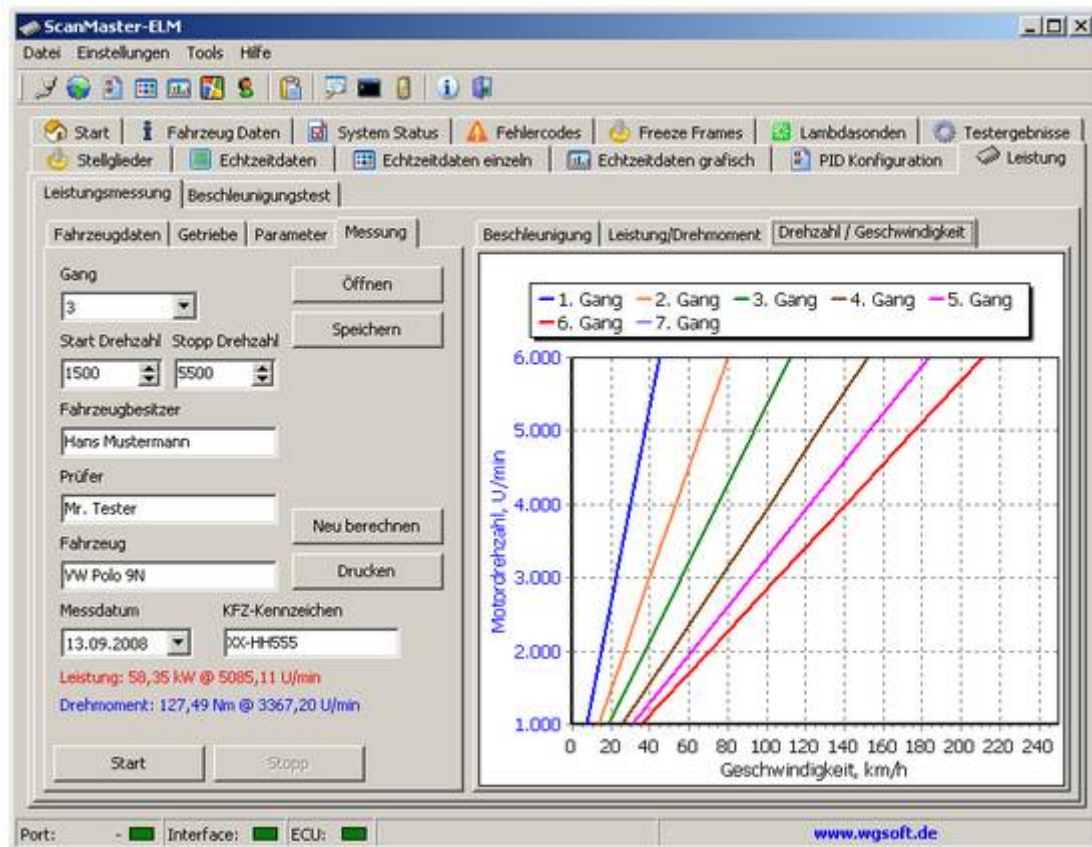 ScanMaster-ELM
Datei Einstellungen Tools Hilfe
Start Fahrzeug Daten System Status Fehlercodes Freeze Frames Lambdasonden Testergebnisse
Stellglieder Echtzeitdaten Echtzeitdaten einzeln Echtzeitdaten grafisch PID Konfiguration Leistung
Leistungsmessung Beschleunigungstest
Fahrzeugdaten Getriebe Parameter Messung
Gang
3
Öffnen
Speichern
Start Drehzahl Stopp Drehzahl
1500 5500
Fahrzeugbesitzer
Hans Mustermann
Prüfer
Mr. Tester
Neu berechnen
Fahrzeug
VW Polo 9N
Drucken
Messdatum KFZ-Kennzeichen
13.09.2008 XX-HH555
Leistung: 58,35 kW @ 5085,11 U/min
Drehmoment: 127,49 Nm @ 3367,20 U/min
Start Stopp
Beschleunigung Leistung/Drehmoment Drehzahl / Geschwindigkeit
1. Gang 2. Gang 3. Gang 4. Gang 5. Gang
6. Gang 7. Gang
Motordrehzahl, U/min
6.000
5.000
4.000
3.000
2.000
1.000
0 20 40 60 80 100 120 140 160 180 200 220 240
Geschwindigkeit, km/h
Port: - Interface: ECU: www.wgsoft.de